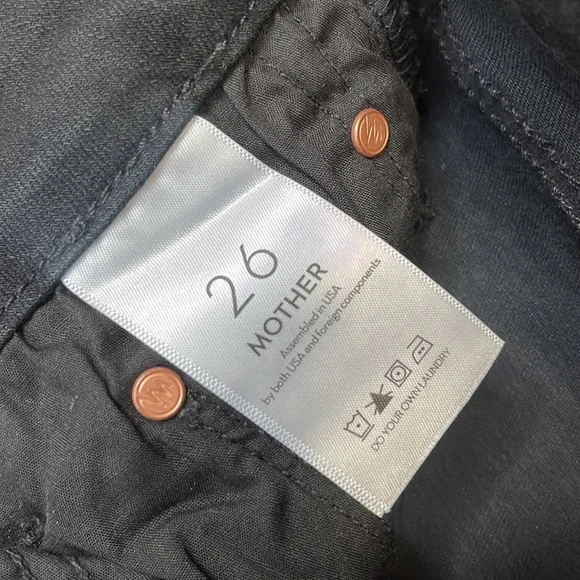 26
MOTHER
Assembled in USA
by both USA and foreign components
DO YOUR OWN LAUNDRY